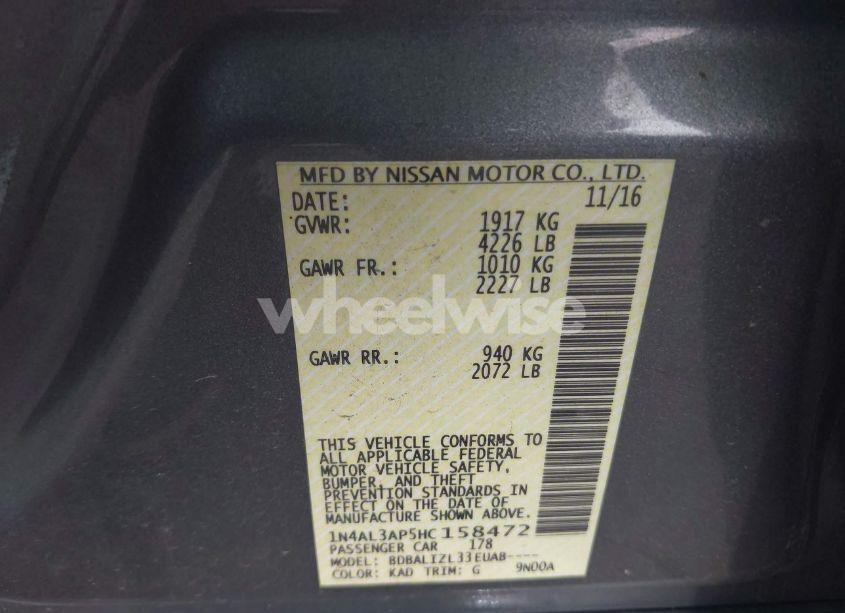 MFD BY NISSAN MOTOR CO., LTD.
DATE: 11/16
GVWR: 1917 KG
4226 LB
GAWR FR.: 1010 KG
2227 LB
wheelwise
GAWR RR.: 940 KG
2072 LB
THIS VEHICLE CONFORMS TO
ALL APPLICABLE FEDERAL
MOTOR VEHICLE SAFETY,
BUMPER, AND THEFT
PREVENTION STANDARDS IN
EFFECT ON THE DATE OF
MANUFACTURE SHOWN ABOVE.
1N4AL3AP5HC158472
PASSENGER CAR 178
MODEL: BDBALIZL33EUAB----
COLOR: KAD TRIM: G 9N00A